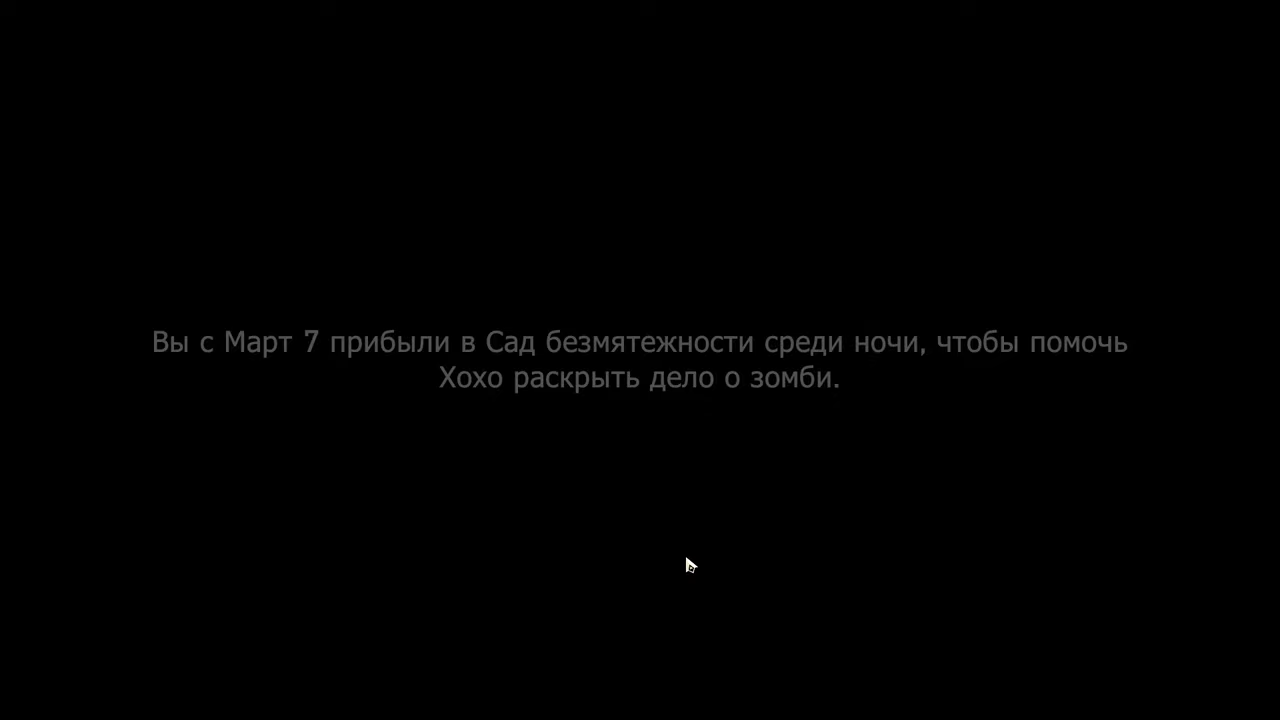 Вы с Март 7 прибыли в Сад безмятежности среди ночи, чтобы помочь
Хохо раскрыть дело о зомби.